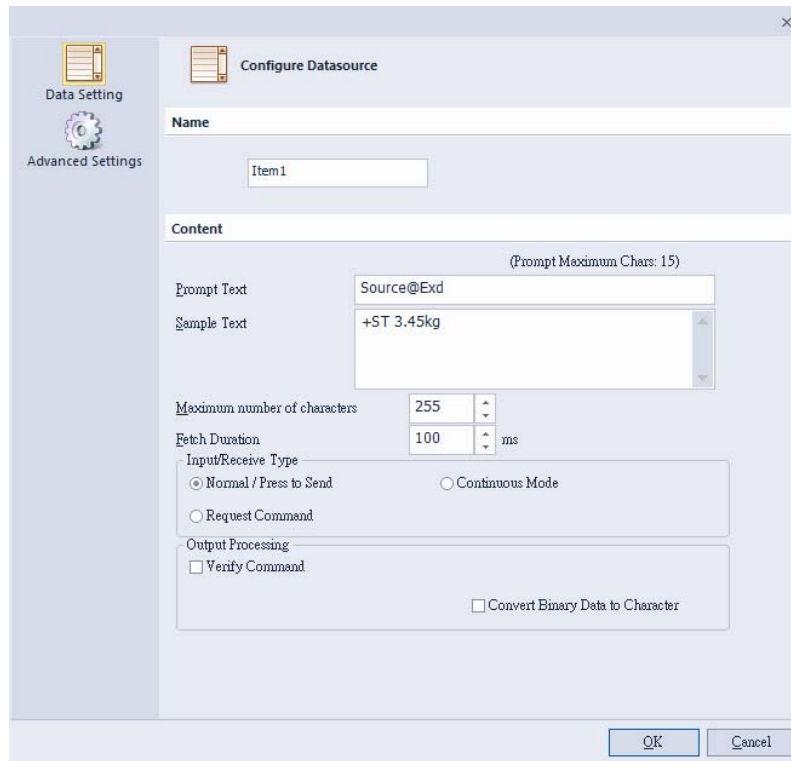 Data Setting
Advanced Settings
Configure Datasource
Name
Item1
Content
(Prompt Maximum Chars: 15)
Prompt Text
Source@Exd
Sample Text
+ST 3.45kg
Maximum number of characters
255
Fetch Duration
100
ms
Input/Receive Type
Normal / Press to Send
Continuous Mode
Request Command
Output Processing
Verify Command
Convert Binary Data to Character
OK
Cancel